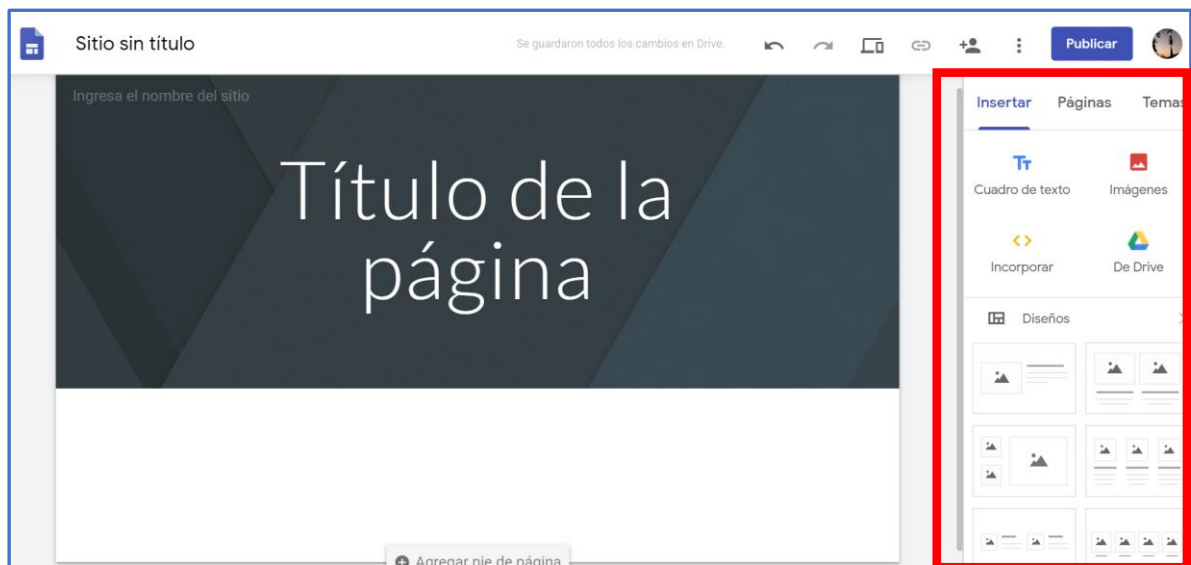 Sitio sin título
Se guardaron todos los cambios en Drive.
Publicar
Ingresa el nombre del sitio
Título de la
página
Insertar Páginas Temas
Cuadro de texto Imágenes
Incorporar De Drive
Diseños
Agregar pie de página